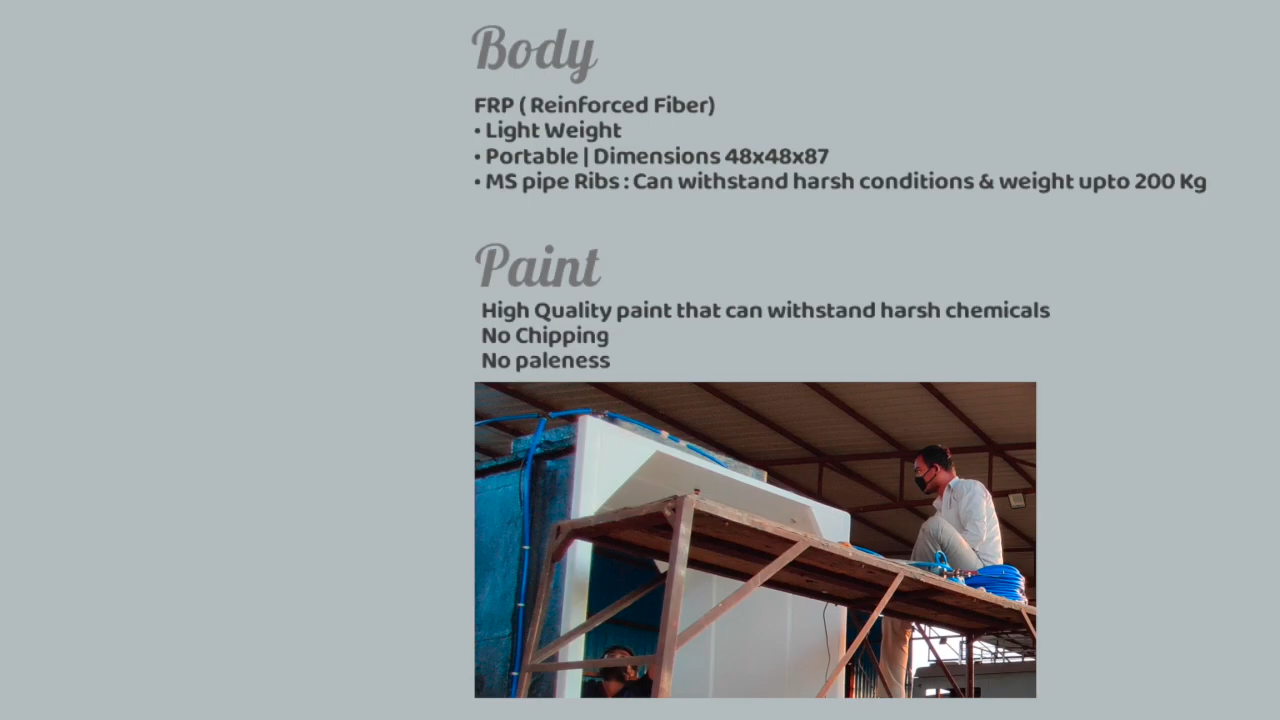 Body
FRP ( Reinforced Fiber)
• Light Weight
• Portable | Dimensions 48x48x87
• MS pipe Ribs : Can withstand harsh conditions & weight upto 200 Kg
Paint
High Quality paint that can withstand harsh chemicals
No Chipping
No paleness